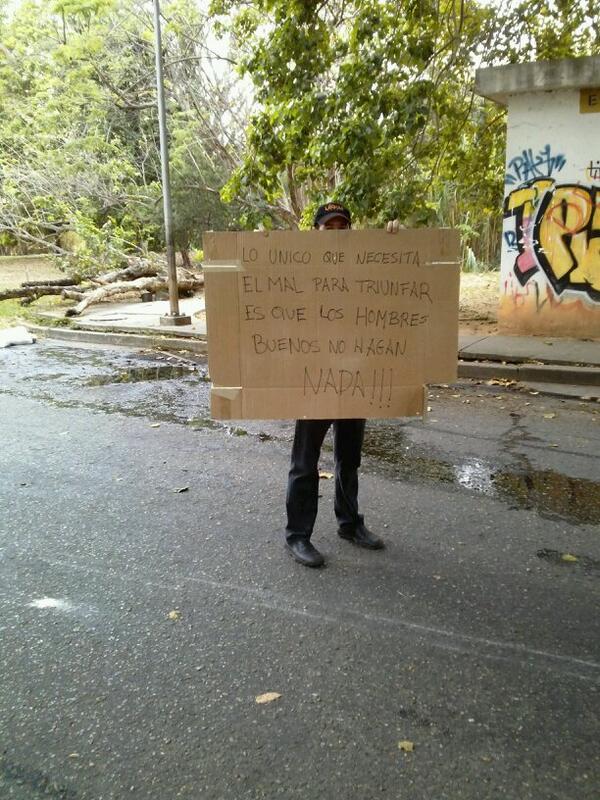 LO UNICO QUE NECESITA
EL MAL PARA TRIUNFAR
ES QUE LOS HOMBRES
BUENOS NO HAGAN
NADA!!!